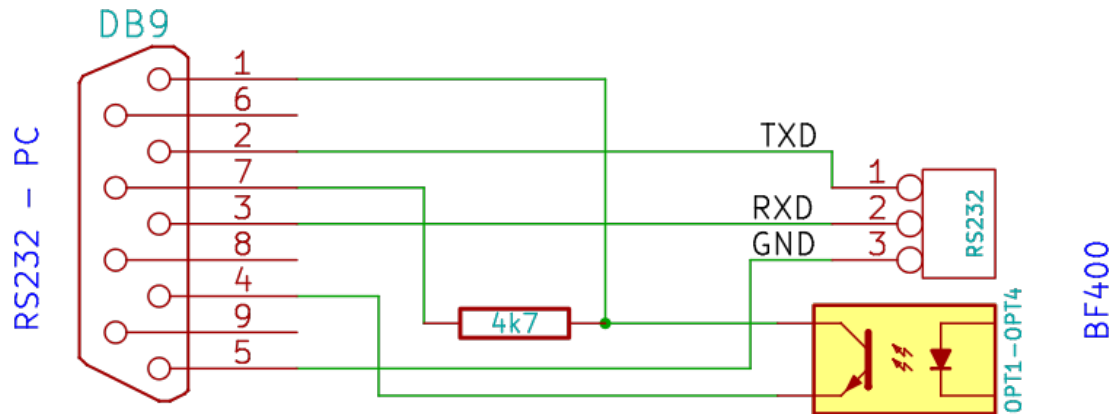 DB9
RS232 - PC
1
6
2
7
3
8
4
9
5
TXD
RXD
GND
1
2
3
RS232
4k7
OPT1-OPT4
BF400